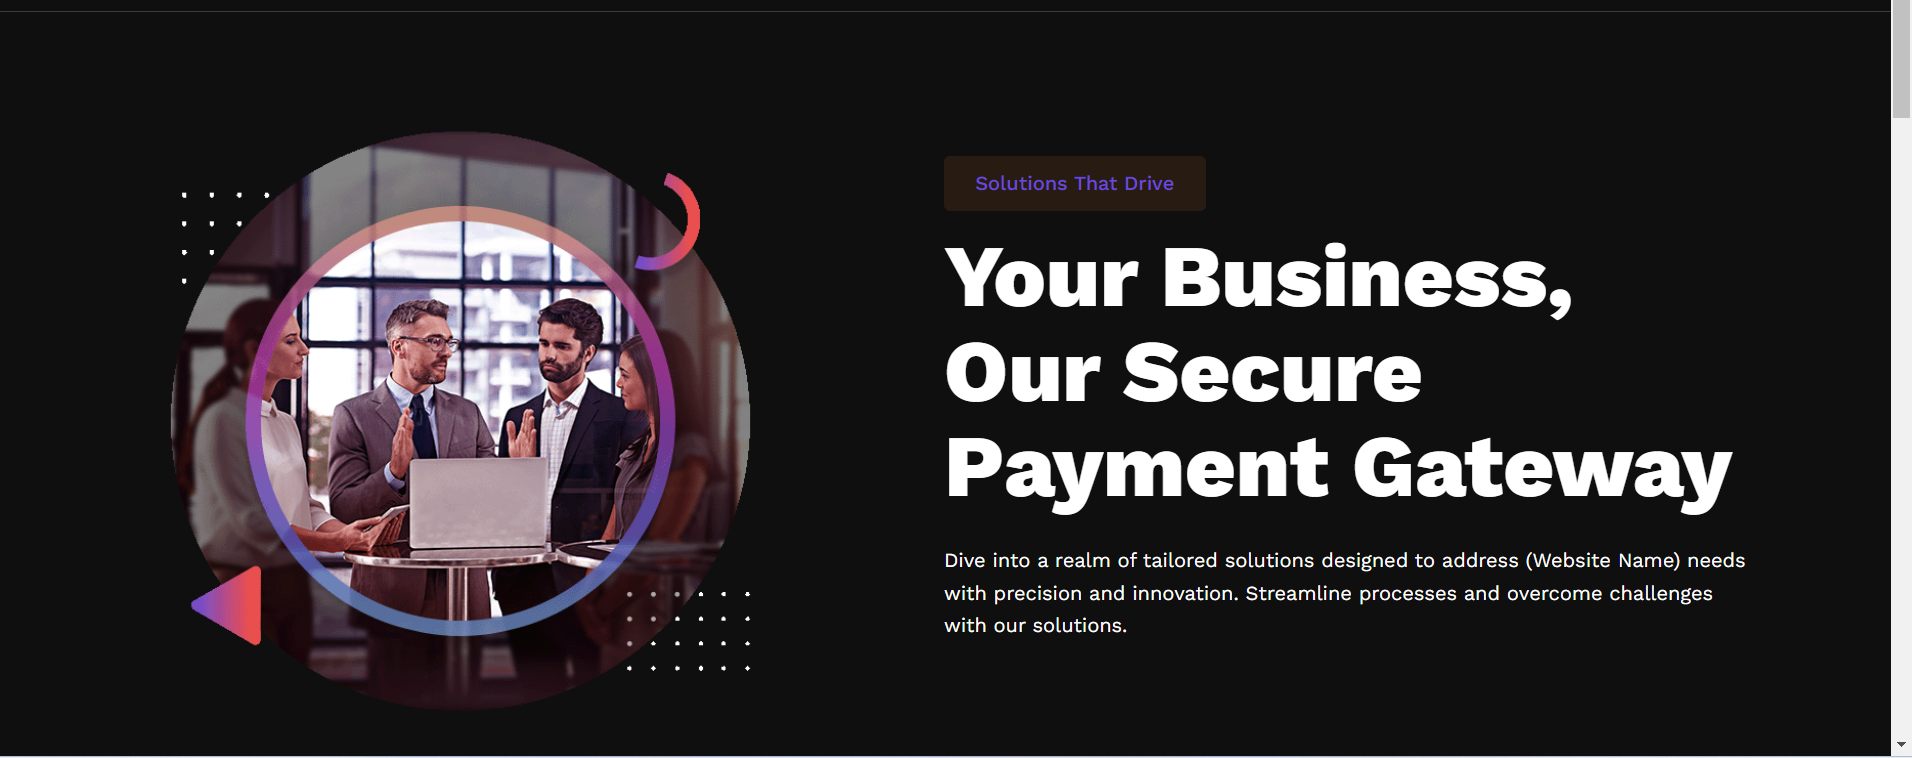 Solutions That Drive
Your Business,
Our Secure
Payment Gateway
Dive into a realm of tailored solutions designed to address (Website Name) needs
with precision and innovation. Streamline processes and overcome challenges
with our solutions.